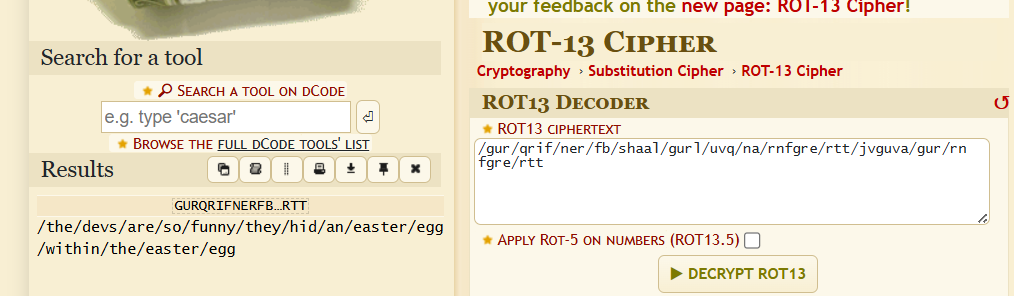 Search for a tool
Search a tool on dCode
e.g. type 'caesar'
Browse the full dCode tools' list
Results
GURQRIFNERFB…RTT
/the/devs/are/so/funny/they/hid/an/easter/egg
/within/the/easter/egg
your feedback on the new page: ROT-13 Cipher!
ROT-13 Cipher
Cryptography › Substitution Cipher › ROT-13 Cipher
ROT13 Decoder
ROT13 ciphertext
/gur/qrif/ner/fb/shaal/gurl/uvq/na/rnfgre/rtt/jvguva/gur/rn
fgre/rtt
Apply Rot-5 on numbers (ROT13.5)
► DECRYPT ROT13